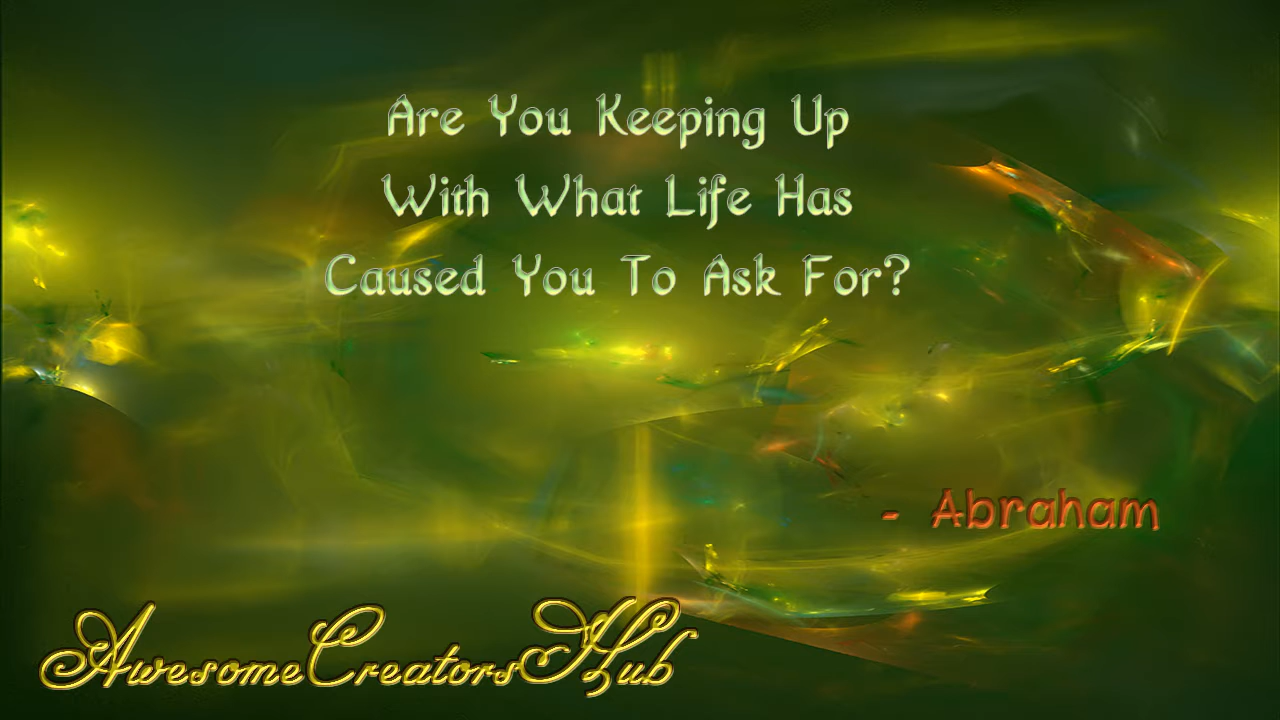 Are You Keeping Up
With What Life Has
Caused You To Ask For?
- Abraham
AwesomeCreatorsHub